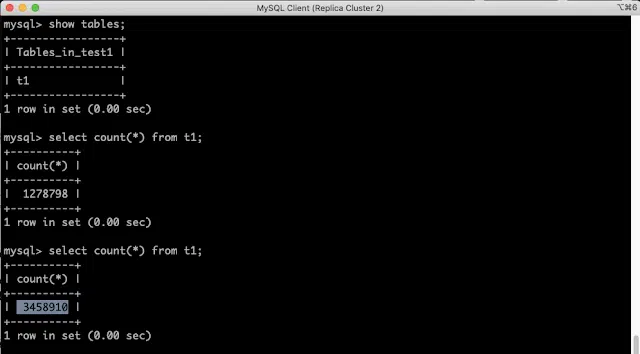 MySQL Client (Replica Cluster 2)
⌥⌘6
mysql> show tables;
+-----------------+
| Tables_in_test1
+-----------------+
| t1              |
+-----------------+
1 row in set (0.00 sec)
mysql> select count(*) from t1;
+----------+
| count(*) |
+----------+
|  1278798 |
+----------+
1 row in set (0.00 sec)
mysql> select count(*) from t1;
+----------+
| count(*) |
+----------+
|  3458910 |
+----------+
1 row in set (0.00 sec)